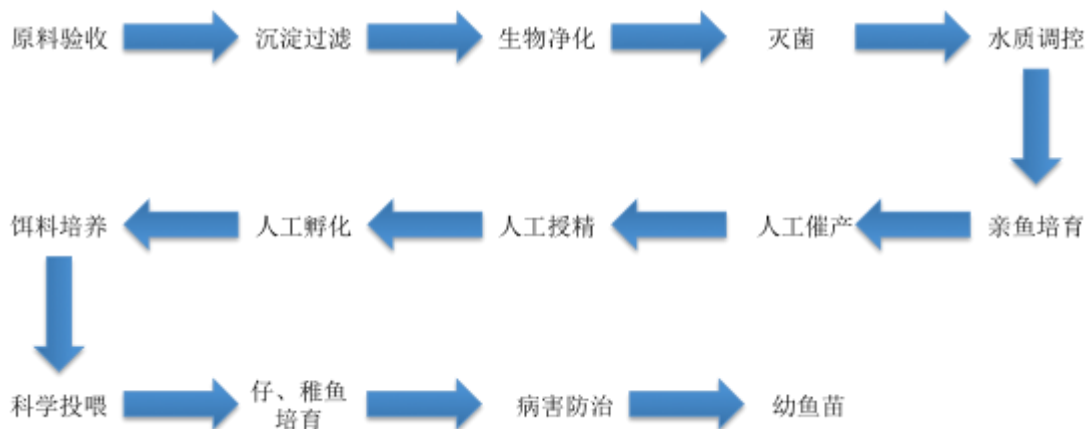 原料验收 沉淀过滤 生物净化 灭菌 水质调控
饵料培养 人工孵化 人工授精 人工催产 亲鱼培育
科学投喂 仔、稚鱼 病害防治 幼鱼苗
培育